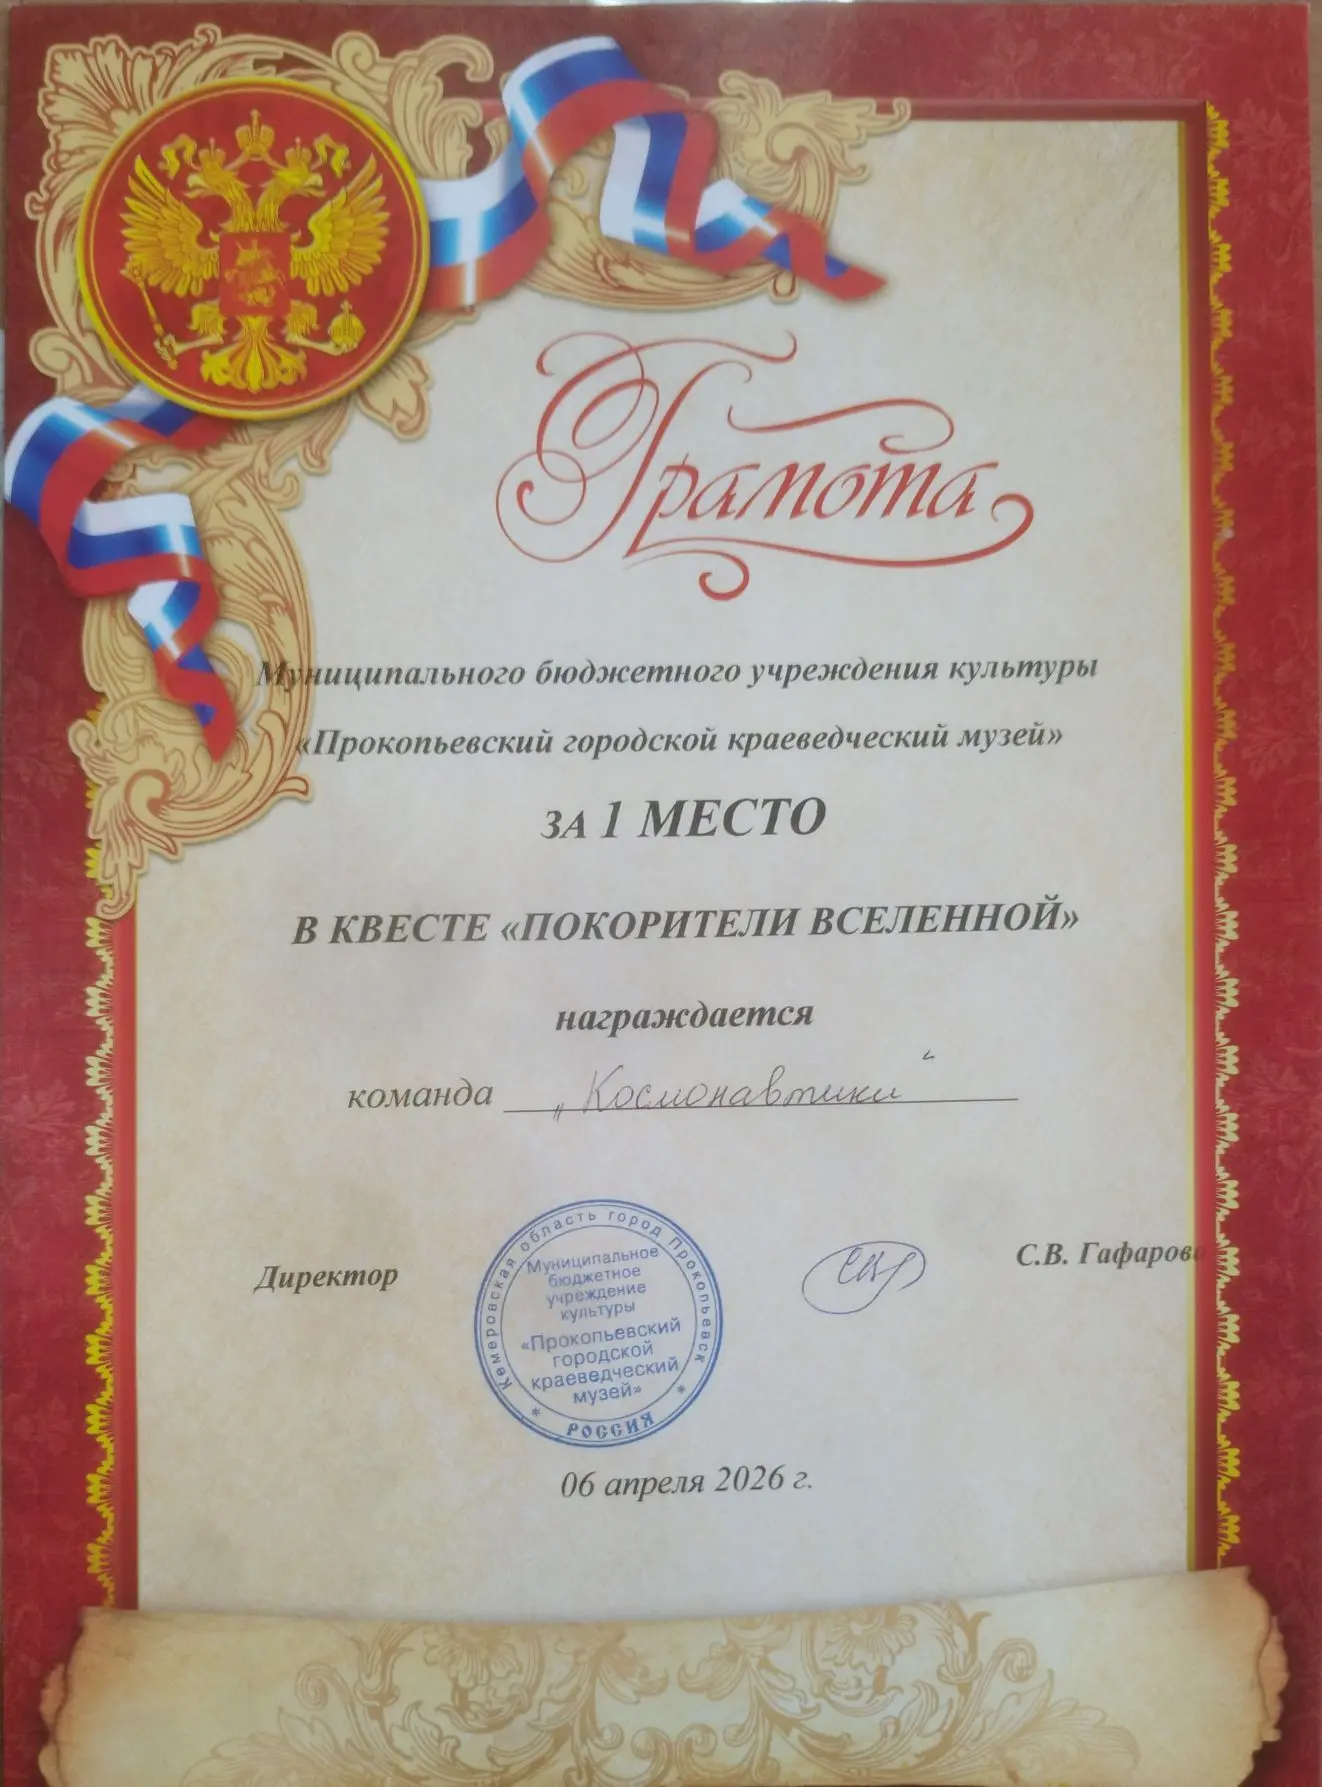 Грамота
Муниципального бюджетного учреждения культуры
«Прокопьевский городской краеведческий музей»
ЗА 1 МЕСТО
В КВЕСТЕ «ПОКОРИТЕЛИ ВСЕЛЕННОЙ»
награждается
команда „Космонавтики“
Директор
С.В. Гафарова
Кемеровская область город Прокопьевск
Муниципальное
бюджетное
учреждение
культуры
«Прокопьевский
городской
краеведческий
музей»
* РОССИЯ *
06 апреля 2026 г.